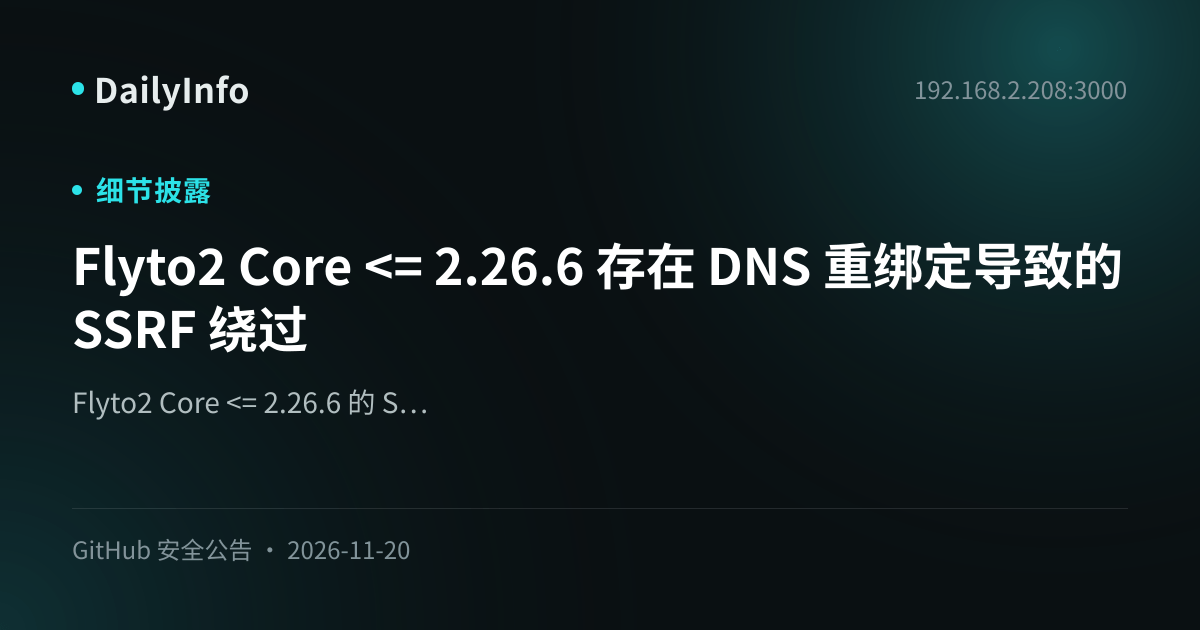 DailyInfo
192.168.2.208:3000
细节披露
Flyto2 Core <= 2.26.6 存在 DNS 重绑定导致的
SSRF 绕过
Flyto2 Core <= 2.26.6 的 S...
GitHub 安全公告 · 2026-11-20